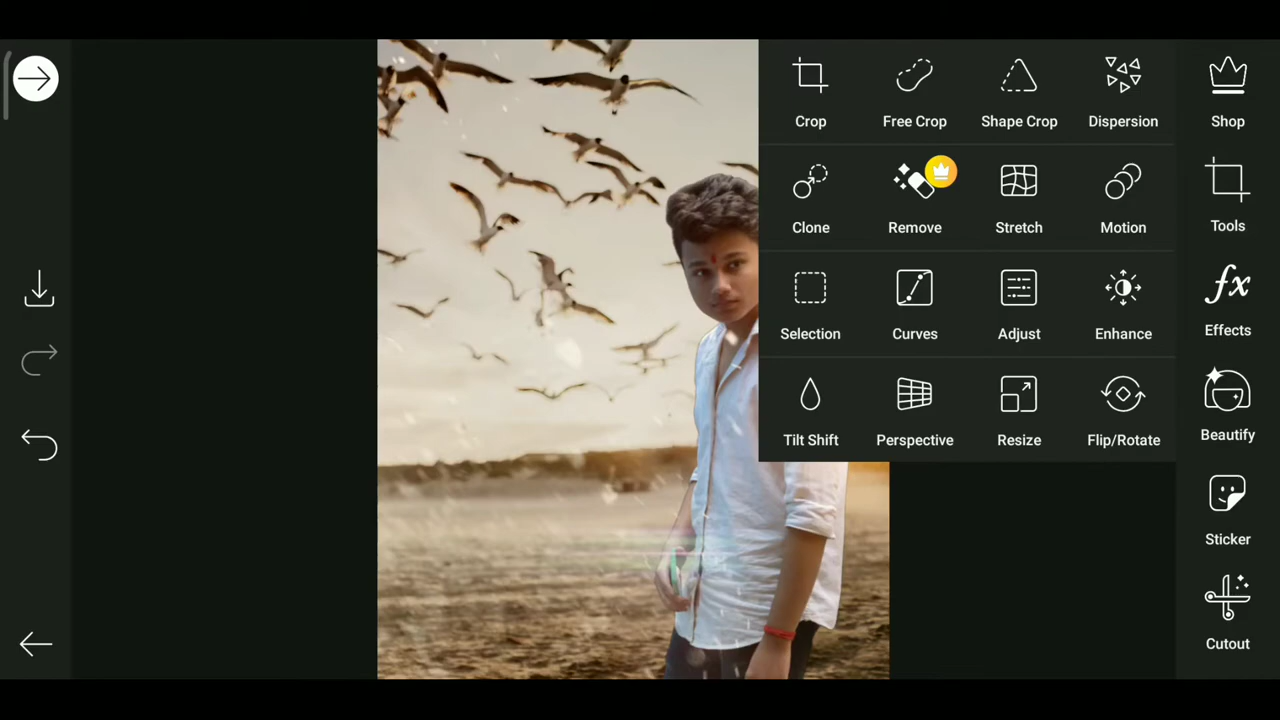 Crop
Free Crop
Shape Crop
Dispersion
Shop
Clone
Remove
Stretch
Motion
Tools
Selection
Curves
Adjust
Enhance
fx
Effects
Tilt Shift
Perspective
Resize
Flip/Rotate
Beautify
Sticker
Cutout